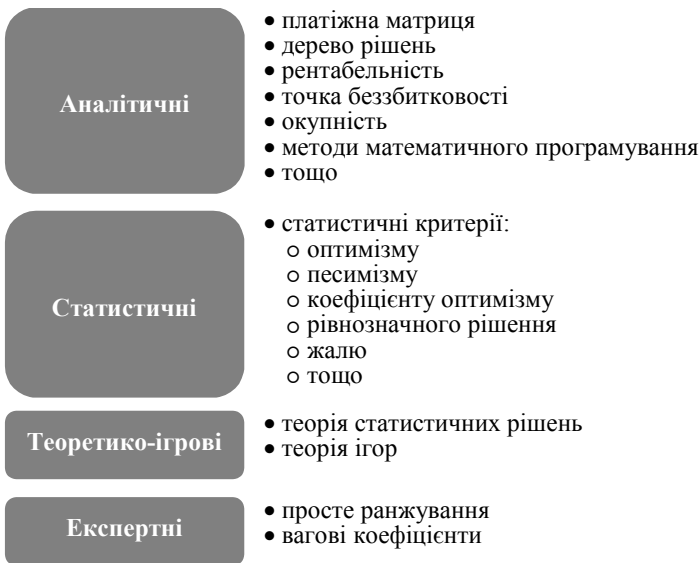 Аналітичні
• платіжна матриця
• дерево рішень
• рентабельність
• точка беззбитковості
• окупність
• методи математичного програмування
• тощо
Статистичні
• статистичні критерії:
o оптимізму
o песимізму
o коефіцієнту оптимізму
o рівнозначного рішення
o жалю
o тощо
Теоретико-ігрові
• теорія статистичних рішень
• теорія ігор
Експертні
• просте ранжування
• вагові коефіцієнти